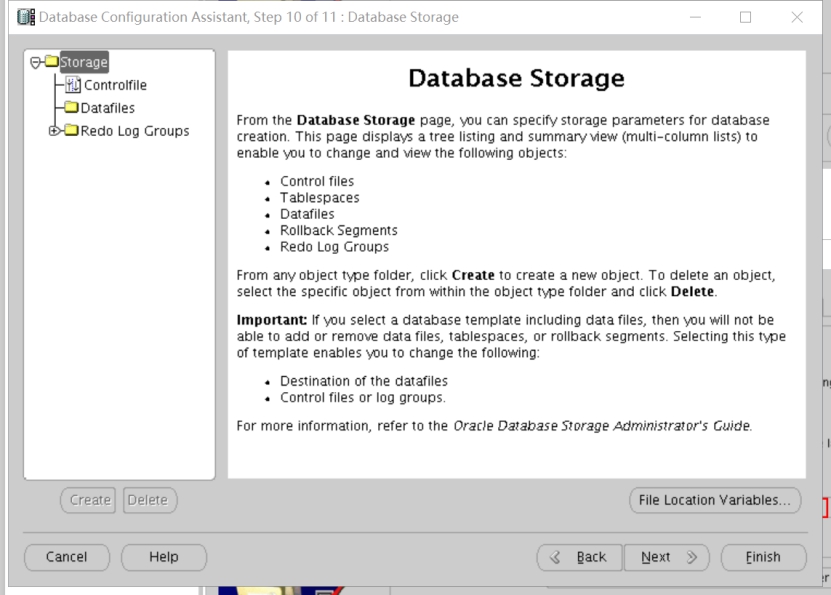 Database Configuration Assistant, Step 10 of 11 : Database Storage
Storage
Controlfile
Datafiles
Redo Log Groups
Database Storage
From the Database Storage page, you can specify storage parameters for database
creation. This page displays a tree listing and summary view (multi-column lists) to
enable you to change and view the following objects:
Control files
Tablespaces
Datafiles
Rollback Segments
Redo Log Groups
From any object type folder, click Create to create a new object. To delete an object,
select the specific object from within the object type folder and click Delete.
Important: If you select a database template including data files, then you will not be
able to add or remove data files, tablespaces, or rollback segments. Selecting this type
of template enables you to change the following:
Destination of the datafiles
Control files or log groups.
For more information, refer to the Oracle Database Storage Administrator's Guide.
Create Delete
File Location Variables...
Cancel Help Back Next Finish